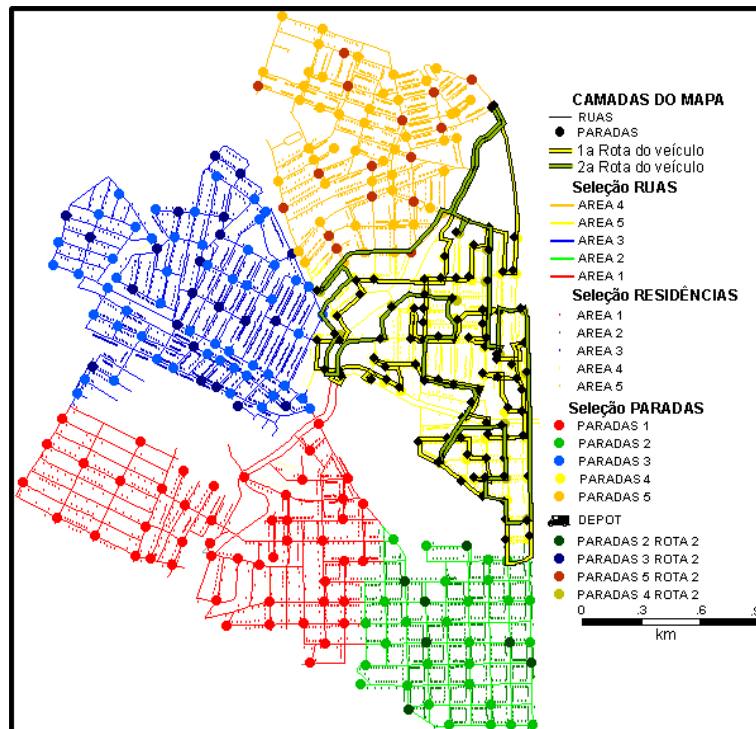 CAMADAS DO MAPA
RUAS
PARADAS
1a Rota do veículo
2a Rota do veículo
Seleção RUAS
AREA 4
AREA 5
AREA 3
AREA 2
AREA 1
Seleção RESIDÊNCIAS
AREA 1
AREA 2
AREA 3
AREA 4
AREA 5
Seleção PARADAS
PARADAS 1
PARADAS 2
PARADAS 3
PARADAS 4
PARADAS 5
DEPOT
PARADAS 2 ROTA 2
PARADAS 3 ROTA 2
PARADAS 5 ROTA 2
PARADAS 4 ROTA 2
0 .3 .6 .9
km